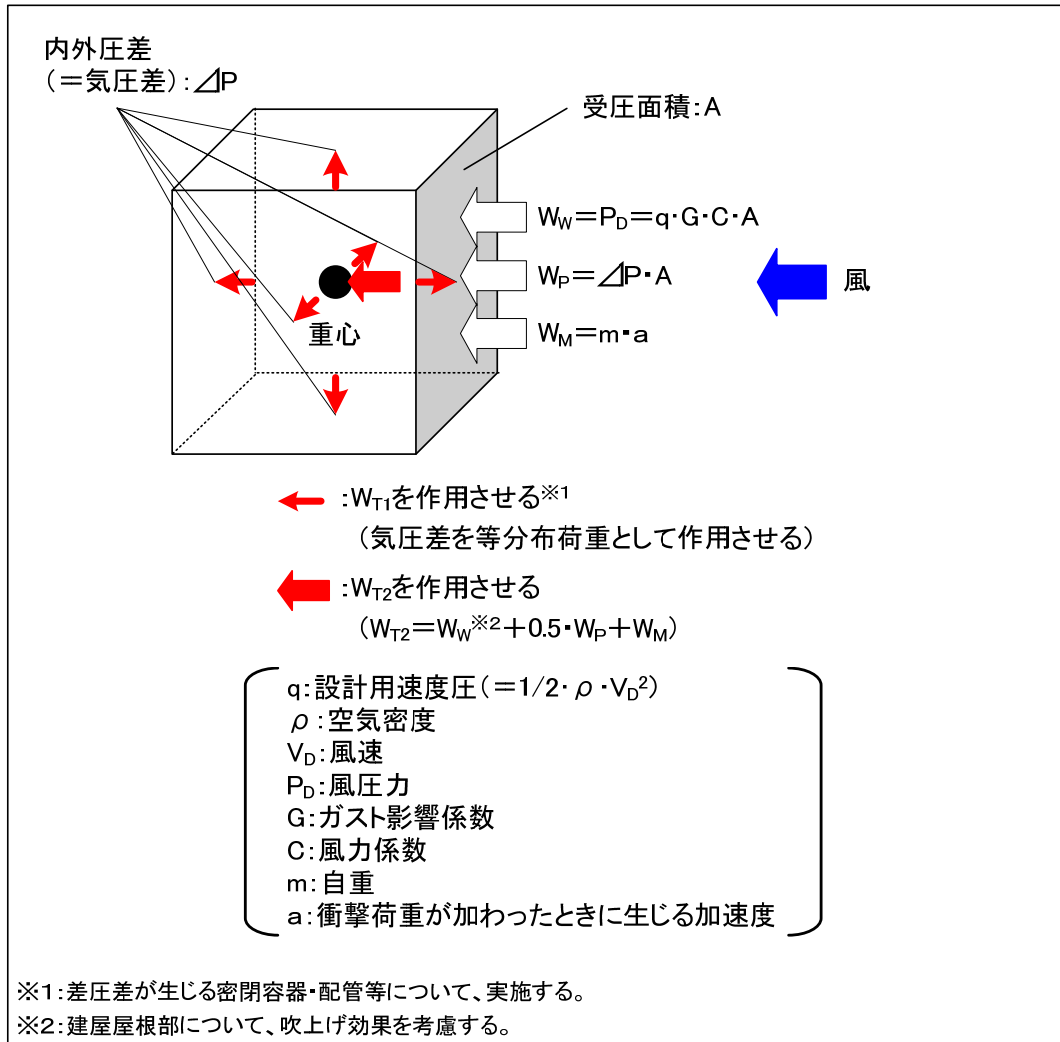 内外圧差
(=気圧差):⊿P
受圧面積:A
W_W=P_D=q・G・C・A
W_P=⊿P・A
風
W_M=m・a
重心
:W_T1を作用させる※1
(気圧差を等分布荷重として作用させる)
:W_T2を作用させる
(W_T2=W_W※2+0.5・W_P+W_M)
q:設計用速度圧(=1/2・ρ・V_D²)
ρ:空気密度
V_D:風速
P_D:風圧力
G:ガスト影響係数
C:風力係数
m:自重
a:衝撃荷重が加わったときに生じる加速度
※1:差圧差が生じる密閉容器・配管等について、実施する。
※2:建屋屋根部について、吹上げ効果を考慮する。